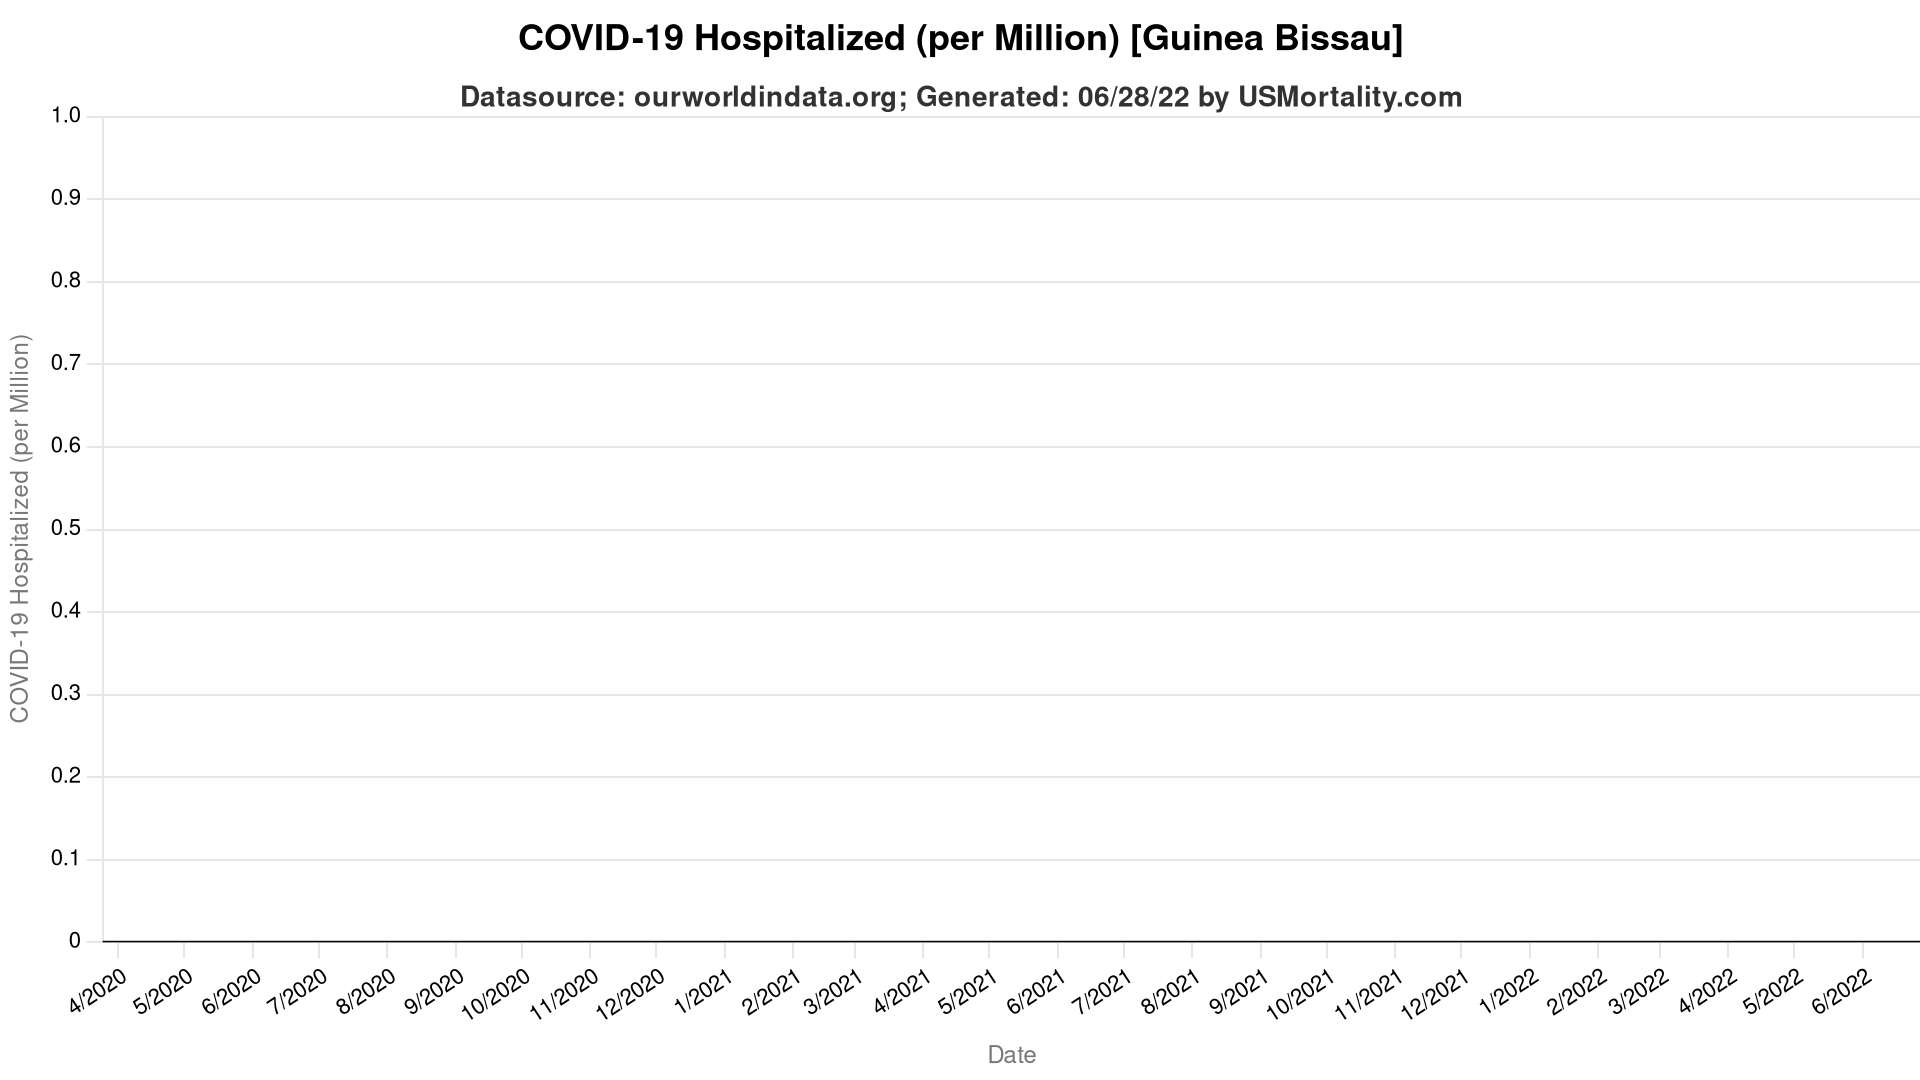 COVID-19 Hospitalized (per Million) [Guinea Bissau]
Datasource: ourworldindata.org; Generated: 06/28/22 by USMortality.com
COVID-19 Hospitalized (per Million)
1.0
0.9
0.8
0.7
0.6
0.5
0.4
0.3
0.2
0.1
0
4/2020 5/2020 6/2020 7/2020 8/2020 9/2020 10/2020 11/2020 12/2020 1/2021 2/2021 3/2021 4/2021 5/2021 6/2021 7/2021 8/2021 9/2021 10/2021 11/2021 12/2021 1/2022 2/2022 3/2022 4/2022 5/2022 6/2022
Date